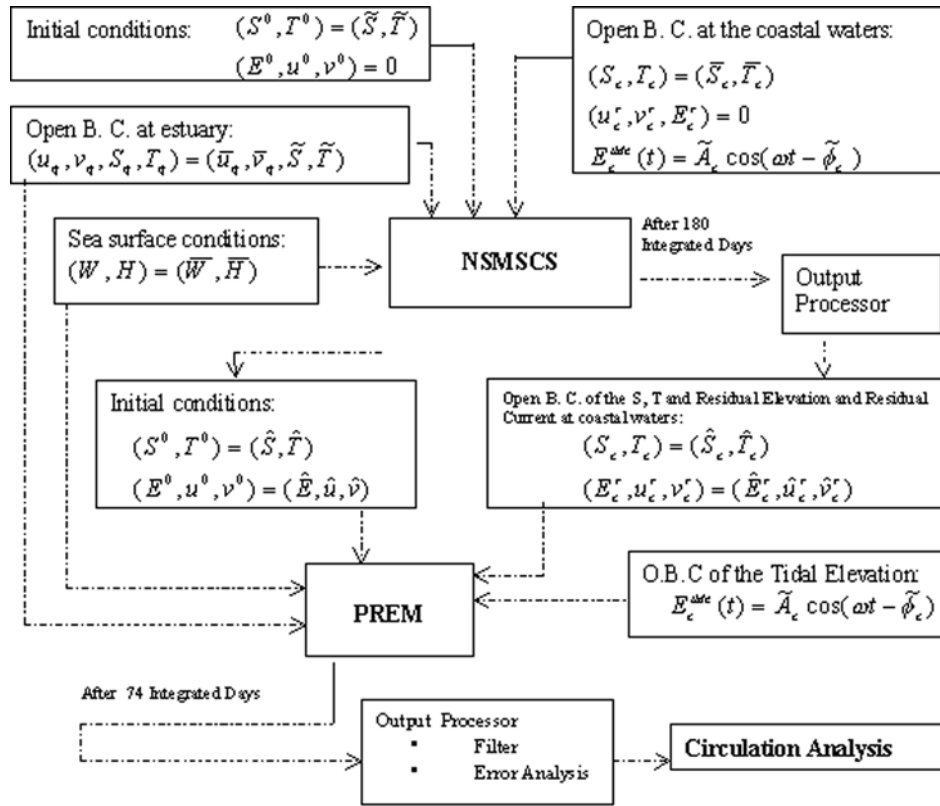 Initial conditions: (S⁰, T⁰) = (S̃, T̃)
(E⁰, u⁰, v⁰) = 0
Open B. C. at the coastal waters:
(S_c, T_c) = (S̄_c, T̄_c)
(u_c^r, v_c^r, E_c^r) = 0
E_c^tide (t) = Ã_c cos(ωt − φ̃_c)
Open B. C. at estuary:
(u_q, v_q, S_q, T_q) = (ū_q, v̄_q, S̃, T̃)
Sea surface conditions:
(W, H) = (W̄, H̄)
NSMSCS
After 180
Integrated Days
Output
Processor
Initial conditions:
(S⁰, T⁰) = (Ŝ, T̂)
(E⁰, u⁰, v⁰) = (Ê, û, v̂)
Open B. C. of the S, T and Residual Elevation and Residual
Current at coastal waters:
(S_c, T_c) = (Ŝ_c, T̂_c)
(E_c^r, u_c^r, v_c^r) = (Ê_c^r, û_c^r, v̂_c^r)
PREM
O.B.C of the Tidal Elevation:
E_c^tide (t) = Ã_c cos(ωt − φ̃_c)
After 74 Integrated Days
Output Processor
▪ Filter
▪ Error Analysis
Circulation Analysis